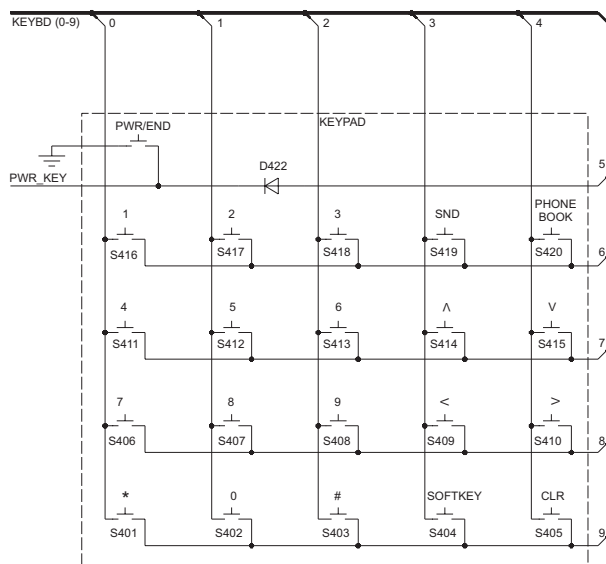 KEYBD (0-9) 0 1 2 3 4
PWR/END KEYPAD
D422 5
PWR_KEY
1 2 3 SND PHONE
BOOK
S416 S417 S418 S419 S420 6
4 5 6 Λ V
S411 S412 S413 S414 S415 7
7 8 9 < >
S406 S407 S408 S409 S410 8
* 0 # SOFTKEY CLR
S401 S402 S403 S404 S405 9